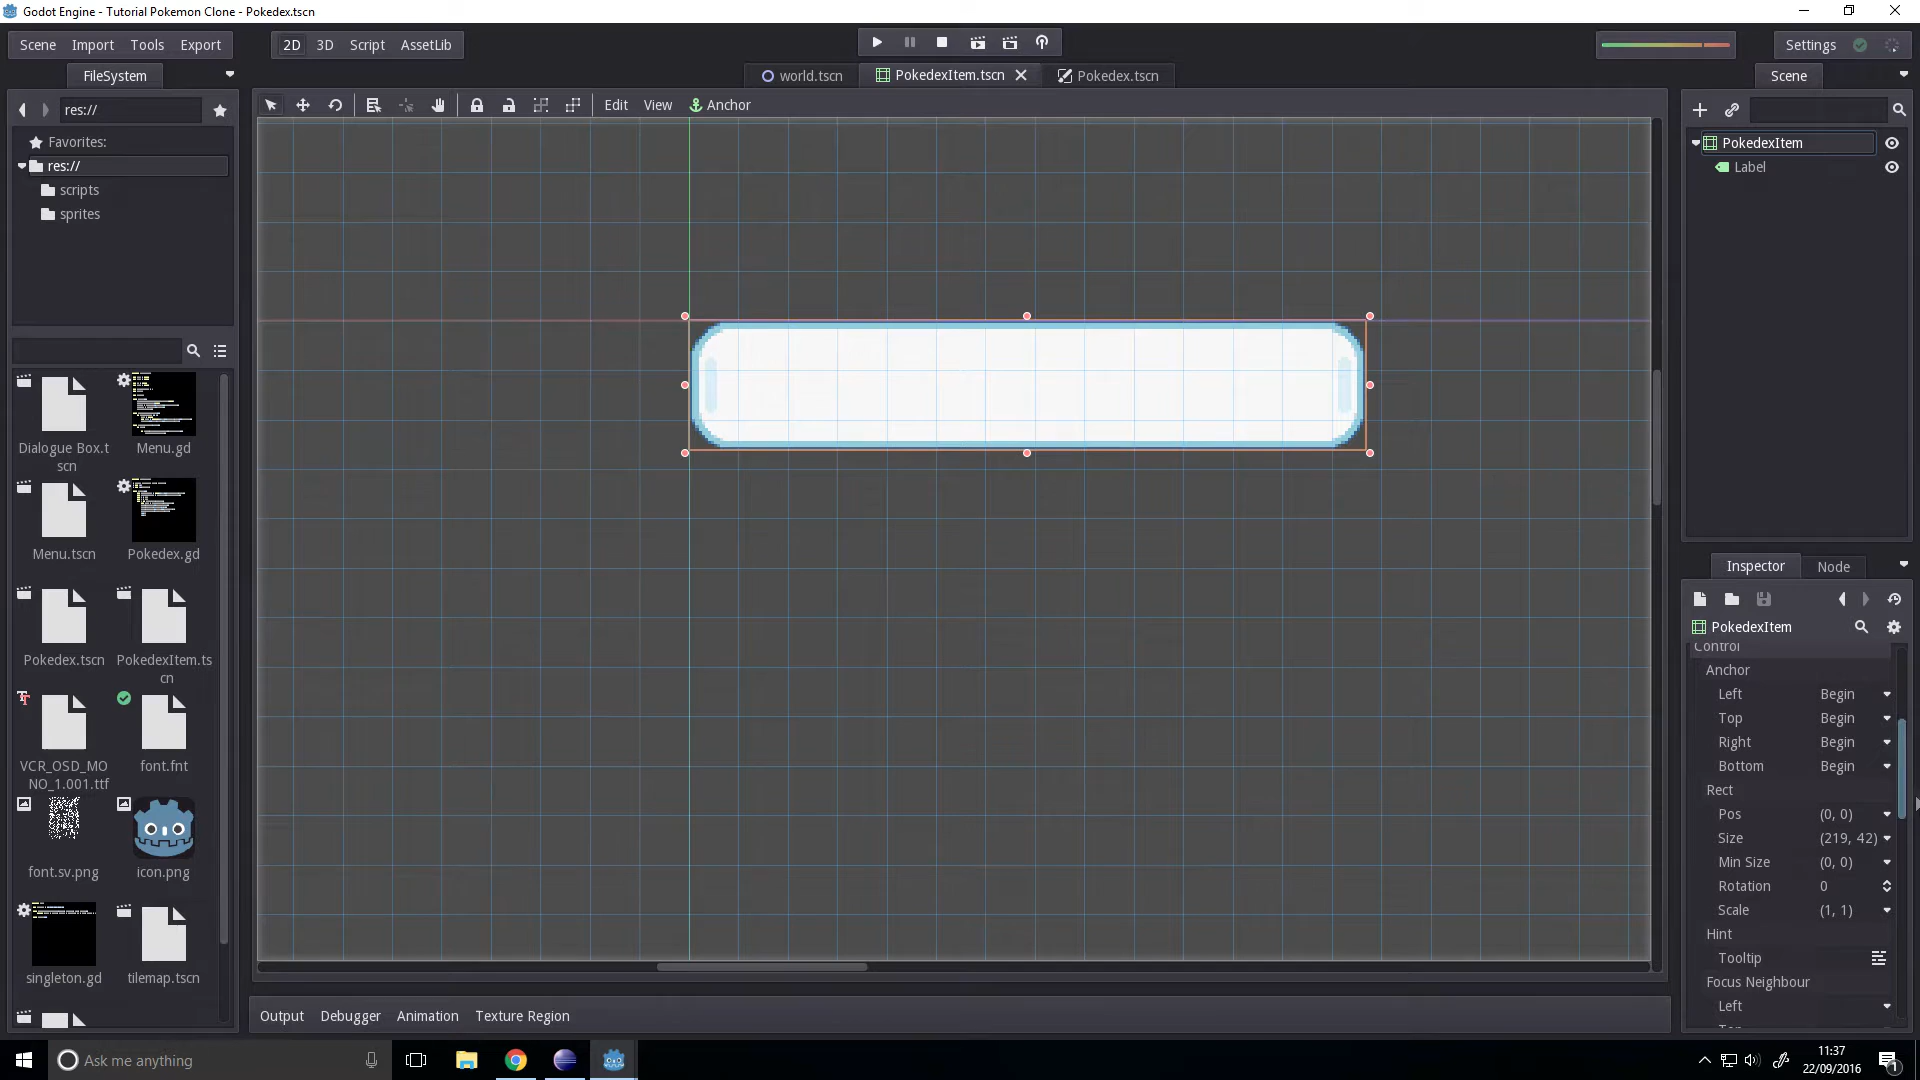 Godot Engine - Tutorial Pokemon Clone - Pokedex.tscn
Scene Import Tools Export
2D 3D Script AssetLib
Settings
FileSystem
world.tscn
PokedexItem.tscn
Pokedex.tscn
Scene
res://
Edit View Anchor
Favorites:
res://
scripts
sprites
PokedexItem
Label
Dialogue Box.t
scn
Menu.gd
Menu.tscn
Pokedex.gd
Pokedex.tscn
PokedexItem.ts
cn
VCR_OSD_MO
NO_1.001.ttf
font.fnt
font.sv.png
icon.png
singleton.gd
tilemap.tscn
Inspector Node
PokedexItem
Control
Anchor
Left Begin
Top Begin
Right Begin
Bottom Begin
Rect
Pos (0, 0)
Size (219, 42)
Min Size (0, 0)
Rotation 0
Scale (1, 1)
Hint
Tooltip
Focus Neighbour
Left
Output Debugger Animation Texture Region
Ask me anything
11:37
22/09/2016
1